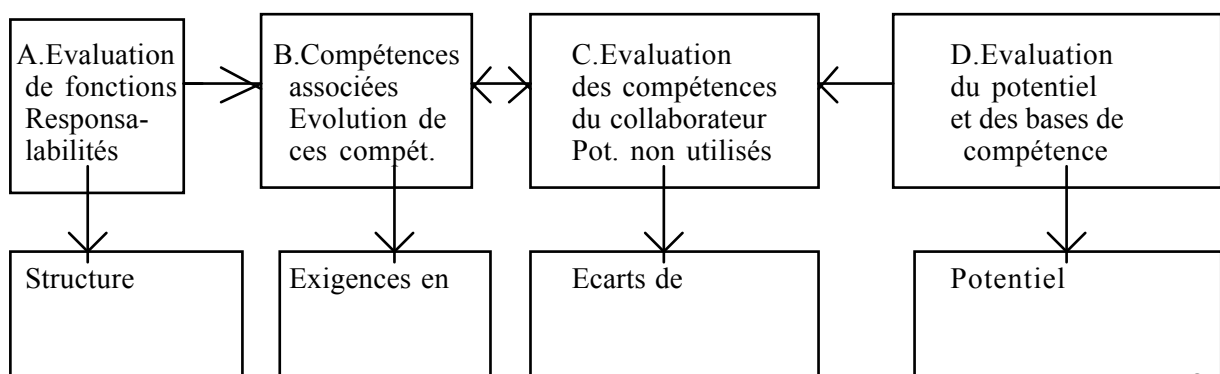 A.Evaluation
de fonctions
Responsa-
labilités
B.Compétences
associées
Evolution de
ces compét.
C.Evaluation
des compétences
du collaborateur
Pot. non utilisés
D.Evaluation
du potentiel
et des bases de
compétence
Structure
Exigences en
Ecarts de
Potentiel